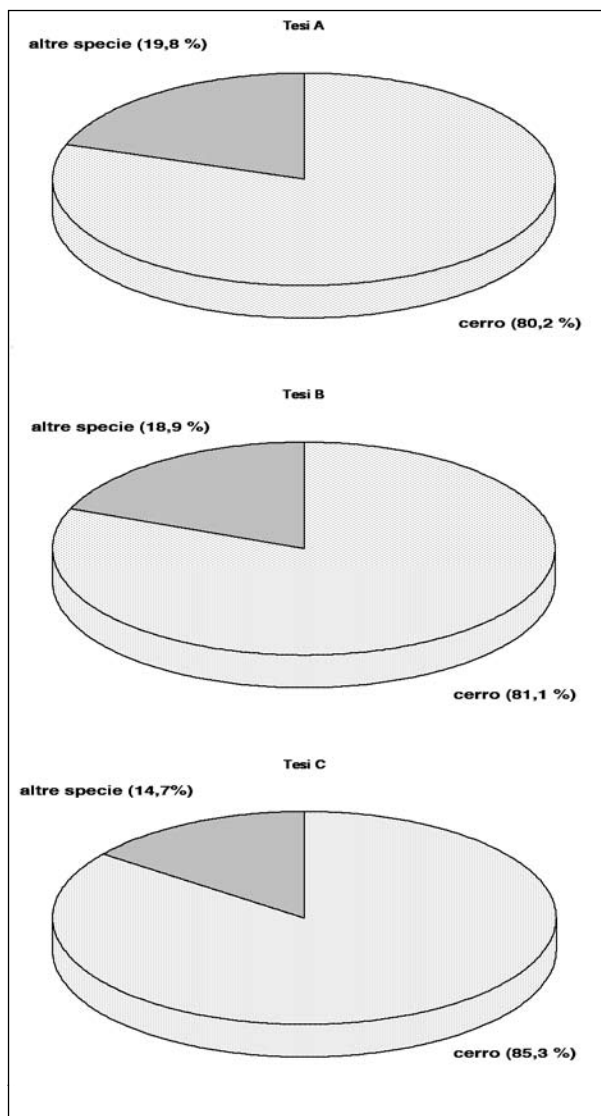 Tesi A
altre specie (19,8 %)
cerro (80,2 %)
Tesi B
altre specie (18,9 %)
cerro (81,1 %)
Tesi C
altre specie (14,7%)
cerro (85,3 %)